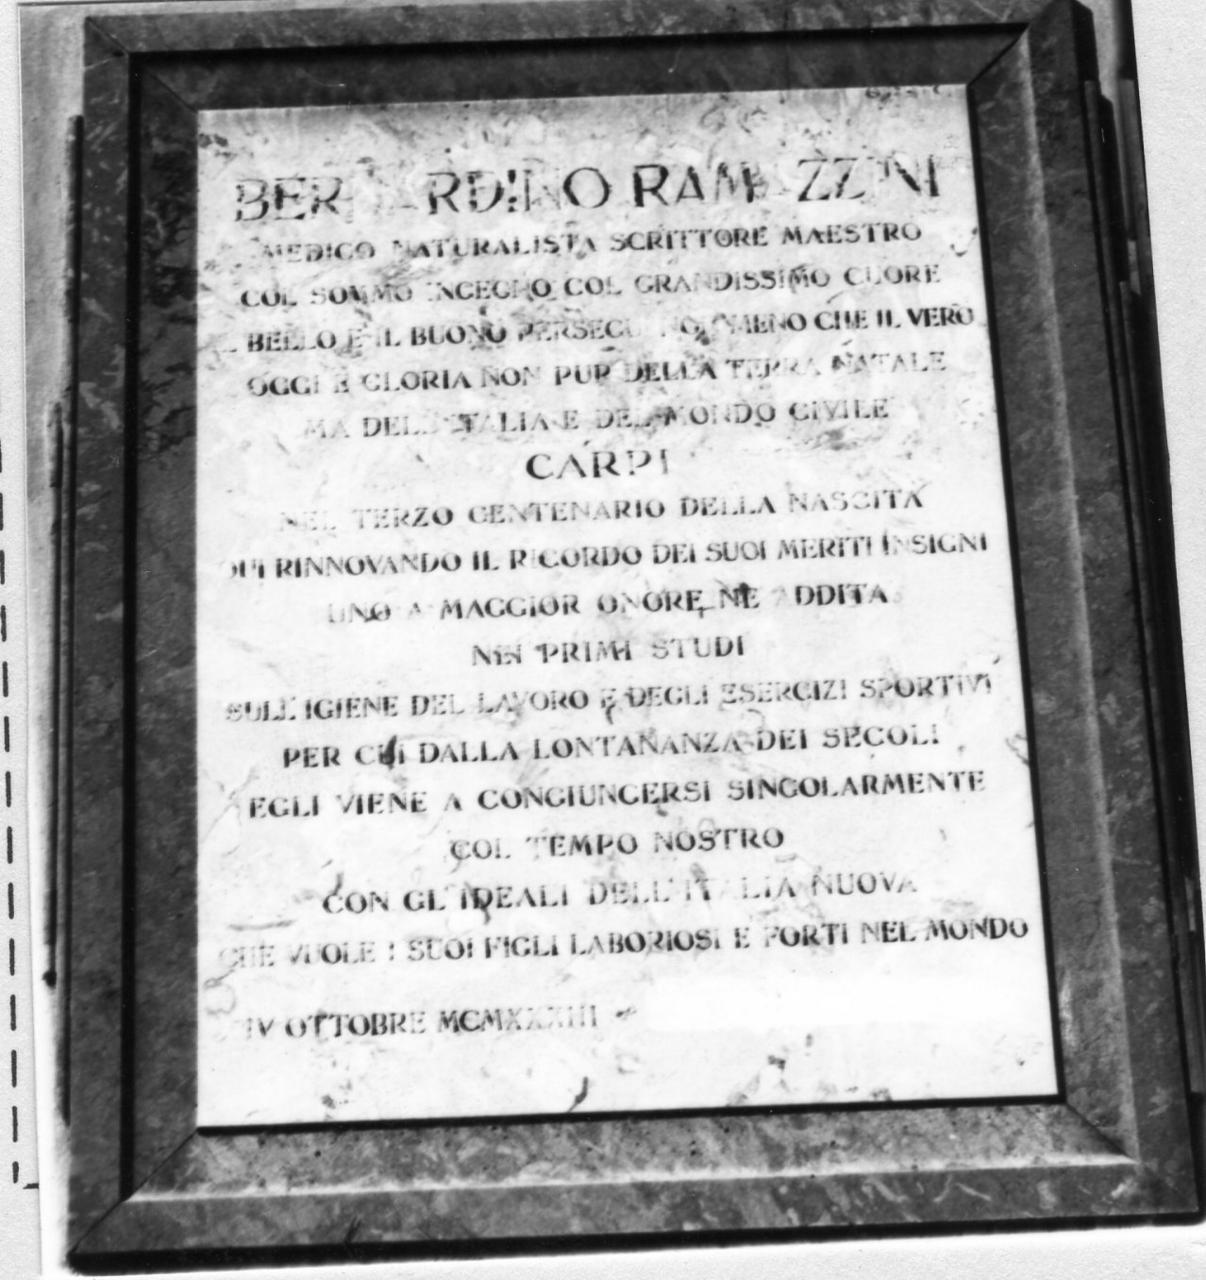 BERNARDINO RAMAZZINI
MEDICO NATURALISTA SCRITTORE MAESTRO
COL SOMMO INGEGNO COL GRANDISSIMO CUORE
BELLO E IL BUONO PERSEGUENDO NON MENO CHE IL VERO
OGGI È GLORIA NON PUR DELLA TERRA NATALE
MA DELL'ITALIA E DEL MONDO CIVILE
CARPI
NEL TERZO CENTENARIO DELLA NASCITA
QUI RINNOVANDO IL RICORDO DEI SUOI MERITI INSIGNI
UNO A MAGGIOR ONORE NE ADDITA
NEI PRIMI STUDI
SULL'IGIENE DEL LAVORO E DEGLI ESERCIZI SPORTIVI
PER CUI DALLA LONTANANZA DEI SECOLI
EGLI VIENE A CONGIUNGERSI SINGOLARMENTE
COL TEMPO NOSTRO
CON GL'IDEALI DELL'ITALIA NUOVA
CHE VUOLE I SUOI FIGLI LABORIOSI E FORTI NEL MONDO
IV OTTOBRE MCMXXXIII